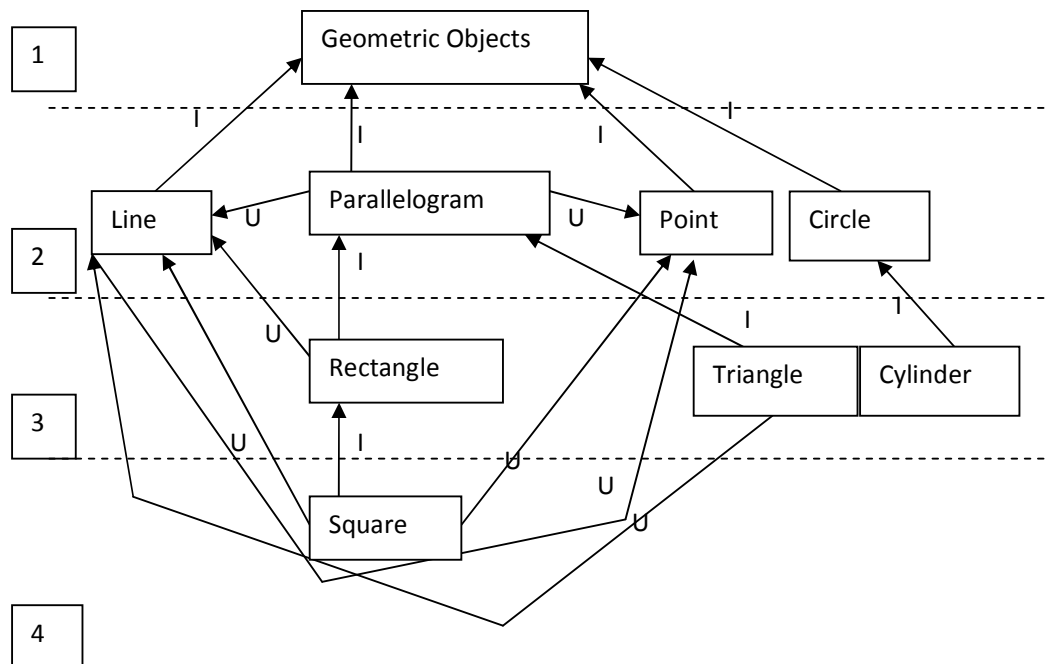 1
Geometric Objects
I
I
I
I
Line
U
Parallelogram
U
Point
Circle
2
I
U
I
I
Rectangle
Triangle
Cylinder
3
U
I
U
U
Square
U
4